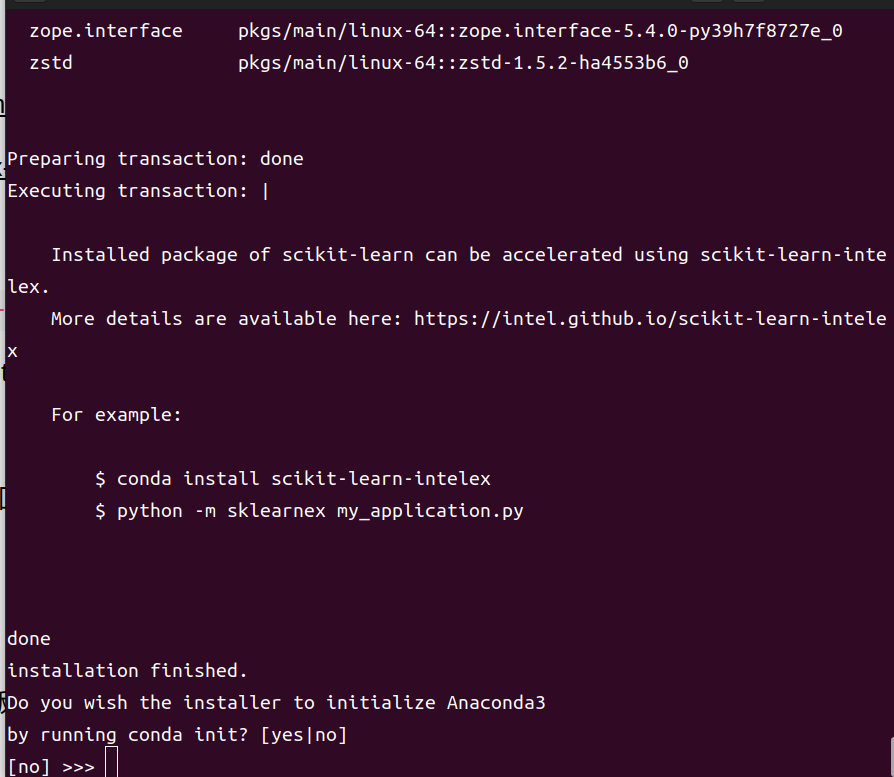 zope.interface     pkgs/main/linux-64::zope.interface-5.4.0-py39h7f8727e_0
zstd               pkgs/main/linux-64::zstd-1.5.2-ha4553b6_0
Preparing transaction: done
Executing transaction: |
Installed package of scikit-learn can be accelerated using scikit-learn-inte
lex.
More details are available here: https://intel.github.io/scikit-learn-intele
x
For example:
$ conda install scikit-learn-intelex
$ python -m sklearnex my_application.py
done
installation finished.
Do you wish the installer to initialize Anaconda3
by running conda init? [yes|no]
[no] >>>